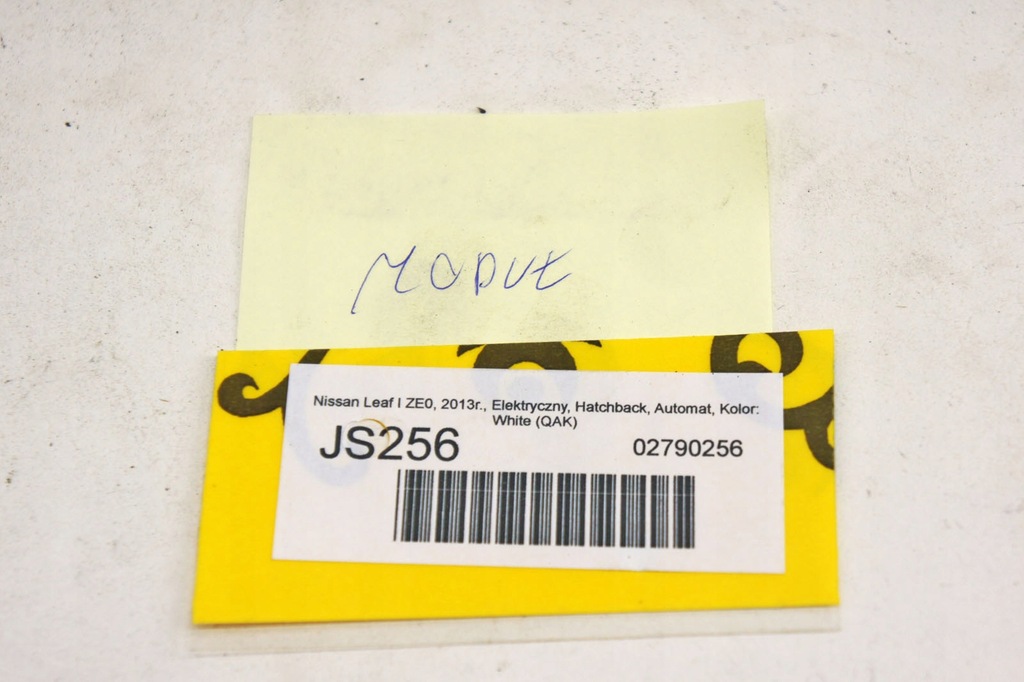 MODUŁ
Nissan Leaf I ZE0, 2013r., Elektryczny, Hatchback, Automat, Kolor:
White (QAK)
JS256 02790256